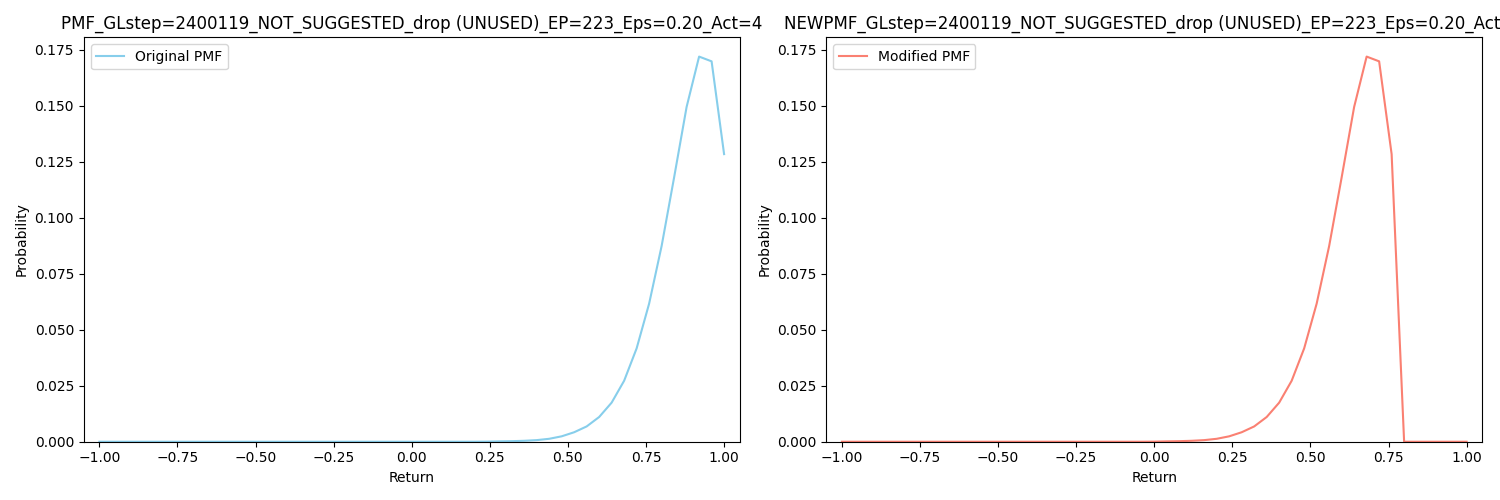 PMF_GLstep=2400119_NOT_SUGGESTED_drop (UNUSED)_EP=223_Eps=0.20_Act=4
Original PMF
0.175
0.150
0.125
0.100
0.075
0.050
0.025
0.000
Probability
−1.00 −0.75 −0.50 −0.25 0.00 0.25 0.50 0.75 1.00
Return
NEWPMF_GLstep=2400119_NOT_SUGGESTED_drop (UNUSED)_EP=223_Eps=0.20_Act
Modified PMF
0.175
0.150
0.125
0.100
0.075
0.050
0.025
0.000
Probability
−1.00 −0.75 −0.50 −0.25 0.00 0.25 0.50 0.75 1.00
Return